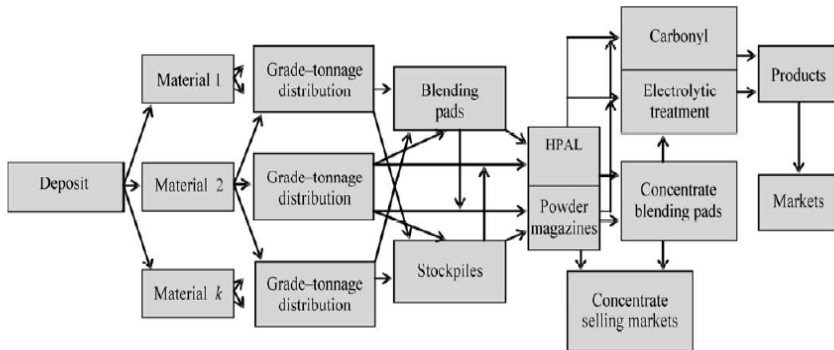 Deposit
Material 1
Material 2
Material k
Grade–tonnage
distribution
Grade–tonnage
distribution
Grade–tonnage
distribution
Blending
pads
Stockpiles
HPAL
Powder
magazines
Carbonyl
Electrolytic
treatment
Concentrate
blending pads
Concentrate
selling markets
Products
Markets